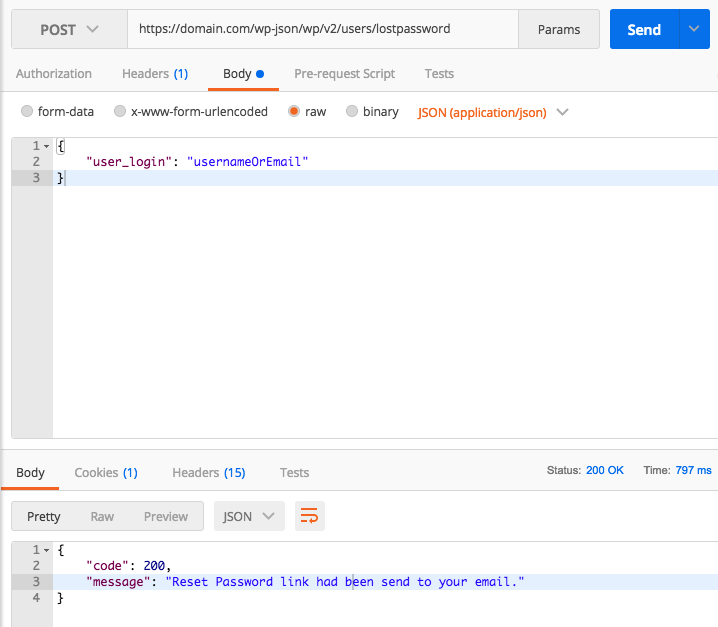 POST https://domain.com/wp-json/wp/v2/users/lostpassword Params Send
Authorization Headers (1) Body Pre-request Script Tests
form-data x-www-form-urlencoded raw binary JSON (application/json)
1 {
2 "user_login": "usernameOrEmail"
3 }
Body Cookies (1) Headers (15) Tests Status: 200 OK Time: 797 ms
Pretty Raw Preview JSON
1 {
2 "code": 200,
3 "message": "Reset Password link had been send to your email."
4 }